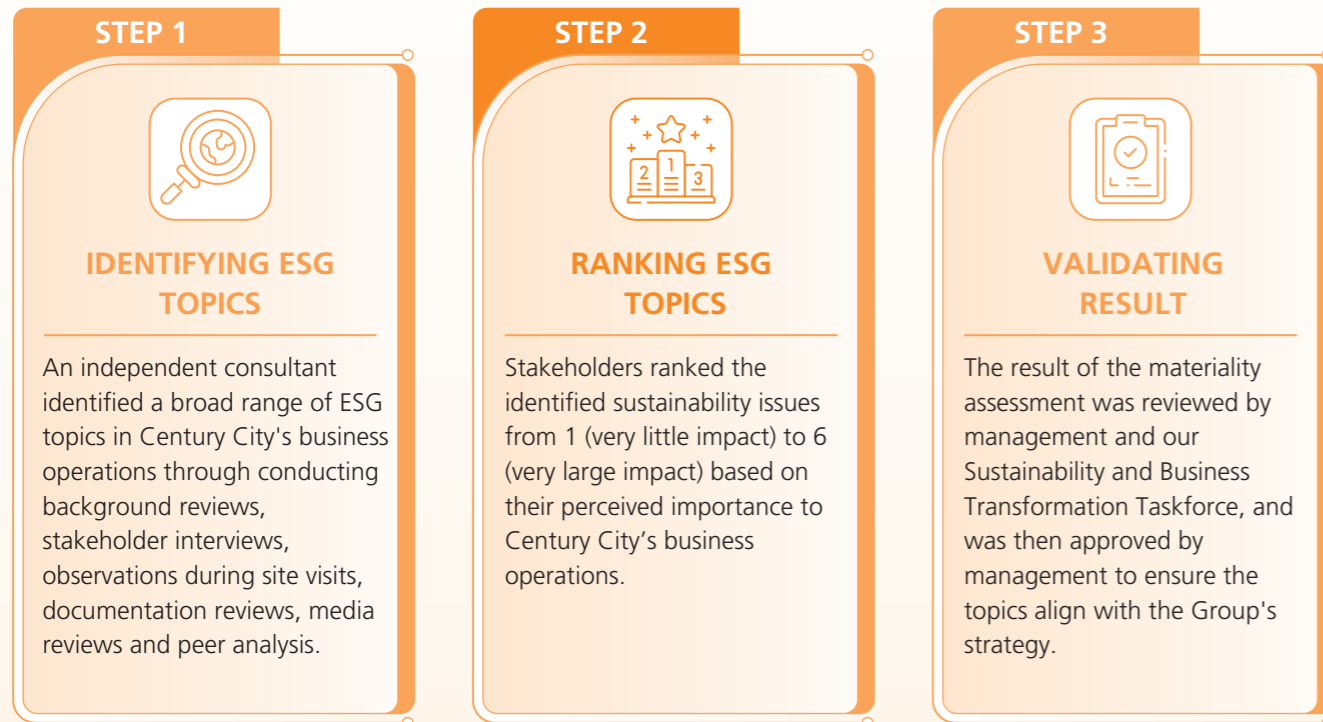 STEP 1
IDENTIFYING ESG
TOPICS
An independent consultant
identified a broad range of ESG
topics in Century City's business
operations through conducting
background reviews,
stakeholder interviews,
observations during site visits,
documentation reviews, media
reviews and peer analysis.
STEP 2
2
1
3
RANKING ESG
TOPICS
Stakeholders ranked the
identified sustainability issues
from 1 (very little impact) to 6
(very large impact) based on
their perceived importance to
Century City’s business
operations.
STEP 3
VALIDATING
RESULT
The result of the materiality
assessment was reviewed by
management and our
Sustainability and Business
Transformation Taskforce, and
was then approved by
management to ensure the
topics align with the Group's
strategy.